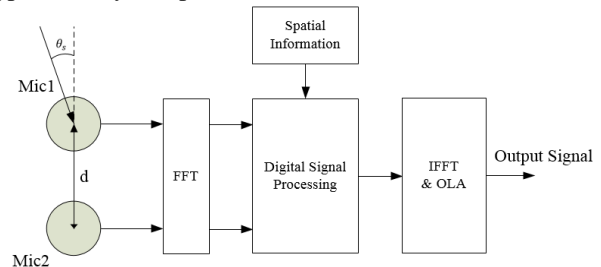 Spatial
Information
θs
Mic1
d
FFT
Digital Signal
Processing
IFFT
& OLA
Output Signal
Mic2